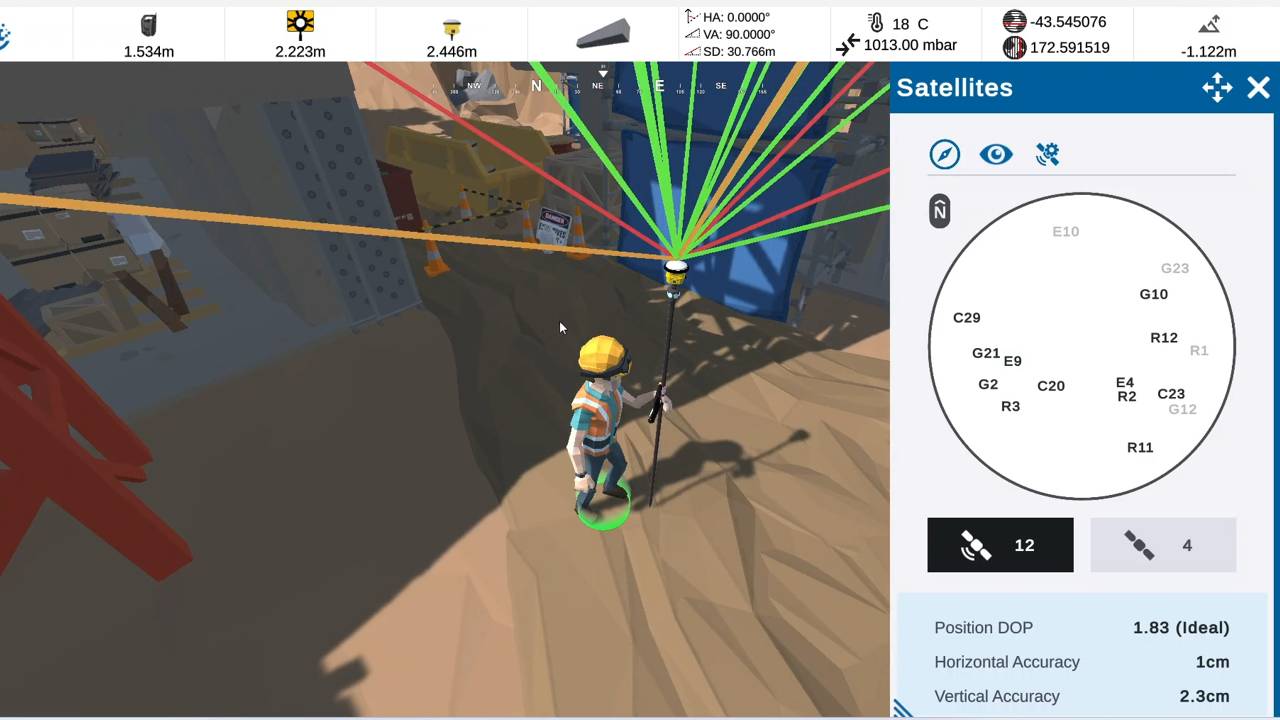 1.534m
2.223m
2.446m
HA: 0.0000°
VA: 90.0000°
SD: 30.766m
18 C
1013.00 mbar
-43.545076
172.591519
-1.122m
NW N NE E SE
DANGER
Satellites
N
E10
G23
G10
C29
R12
R1
G21
E9
G2
C20
E4
R2
C23
R3
G12
R11
12
4
Position DOP 1.83 (Ideal)
Horizontal Accuracy 1cm
Vertical Accuracy 2.3cm